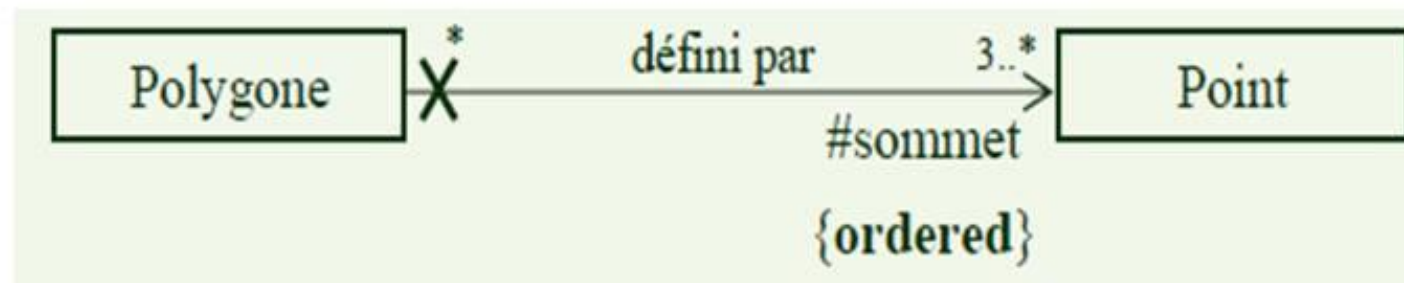 * défini par 3..*
Polygone Point
#sommet
{ordered}